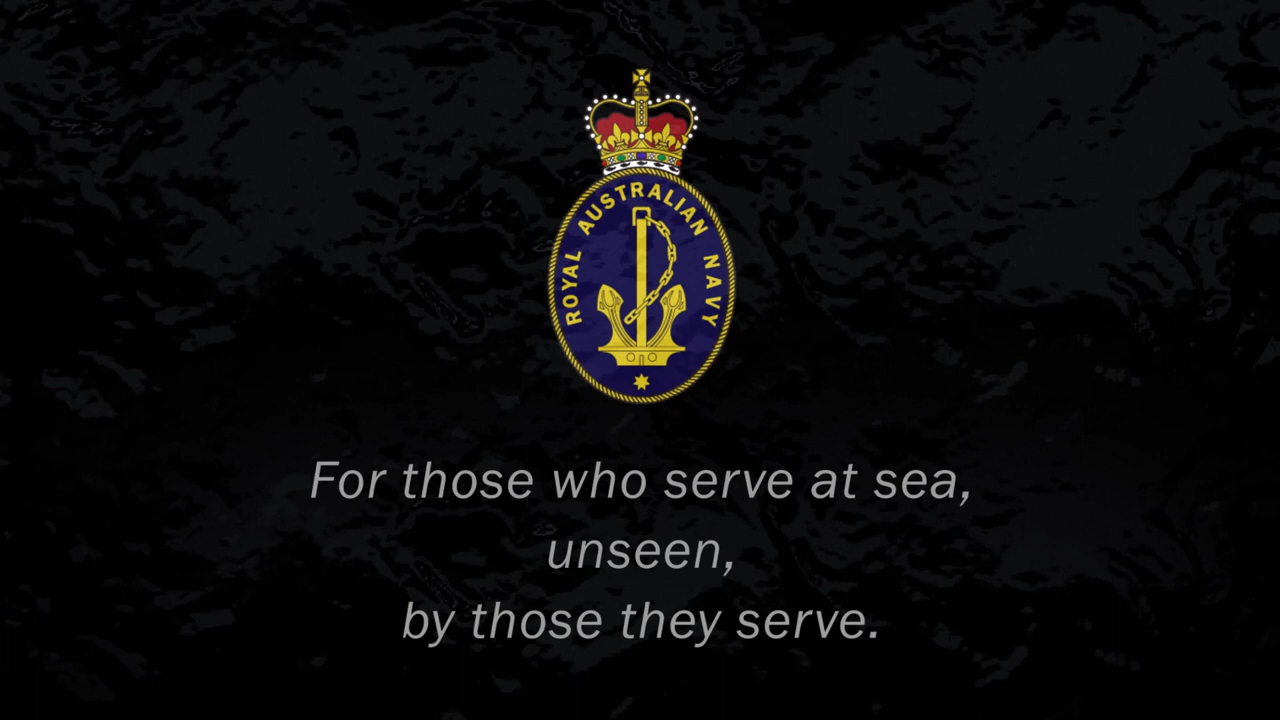 ROYAL AUSTRALIAN NAVY
For those who serve at sea,
unseen,
by those they serve.